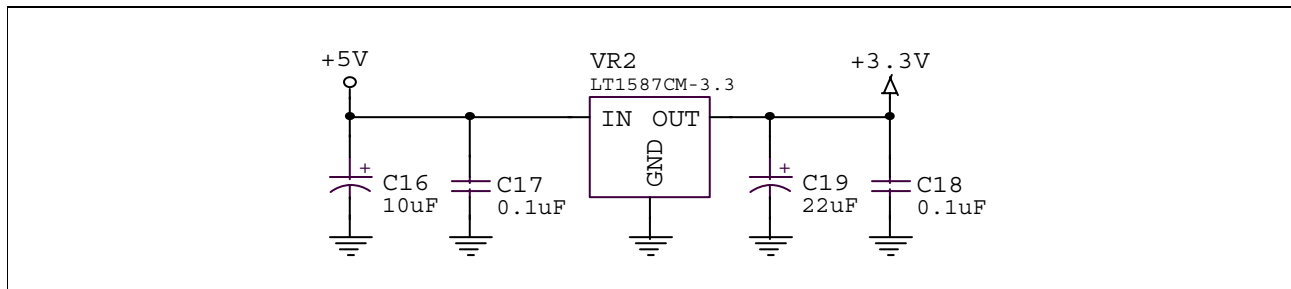 +5V
VR2
LT1587CM-3.3
+3.3V
IN OUT
GND
+
C16
10uF
C17
0.1uF
+
C19
22uF
C18
0.1uF